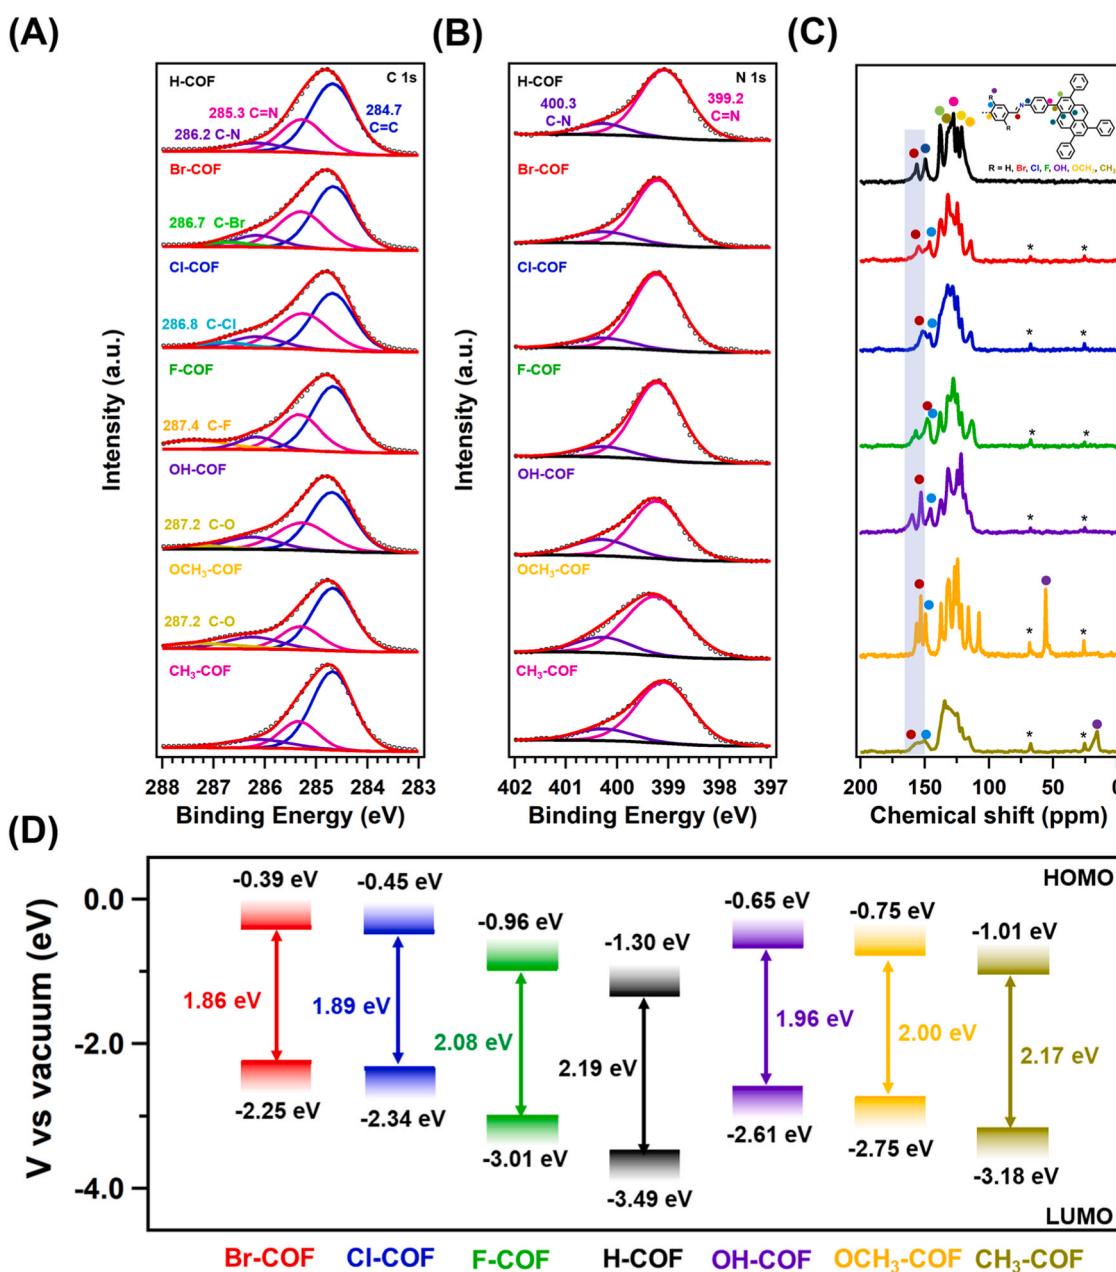 (A)
(B)
(C)
H-COF
C 1s
285.3 C=N
284.7
C=C
286.2 C-N
Br-COF
286.7 C-Br
Cl-COF
286.8 C-Cl
F-COF
287.4 C-F
OH-COF
287.2 C-O
OCH₃-COF
287.2 C-O
CH₃-COF
288 287 286 285 284 283
Binding Energy (eV)
Intensity (a.u.)
H-COF
N 1s
400.3
C-N
399.2
C=N
Br-COF
Cl-COF
F-COF
OH-COF
OCH₃-COF
CH₃-COF
402 401 400 399 398 397
Binding Energy (eV)
Intensity (a.u.)
R
N
R
R = H, Br, Cl, F, OH, OCH₃, CH₃
* *
* *
* *
* *
* *
* *
200 150 100 50 0
Chemical shift (ppm)
(D)
HOMO
-0.39 eV
-0.45 eV
-0.96 eV
-1.30 eV
-0.65 eV
-0.75 eV
-1.01 eV
0.0
-2.0
-4.0
V vs vacuum (eV)
1.86 eV
1.89 eV
2.08 eV
2.19 eV
1.96 eV
2.00 eV
2.17 eV
-2.25 eV
-2.34 eV
-3.01 eV
-3.49 eV
-2.61 eV
-2.75 eV
-3.18 eV
LUMO
Br-COF Cl-COF F-COF H-COF OH-COF OCH₃-COF CH₃-COF